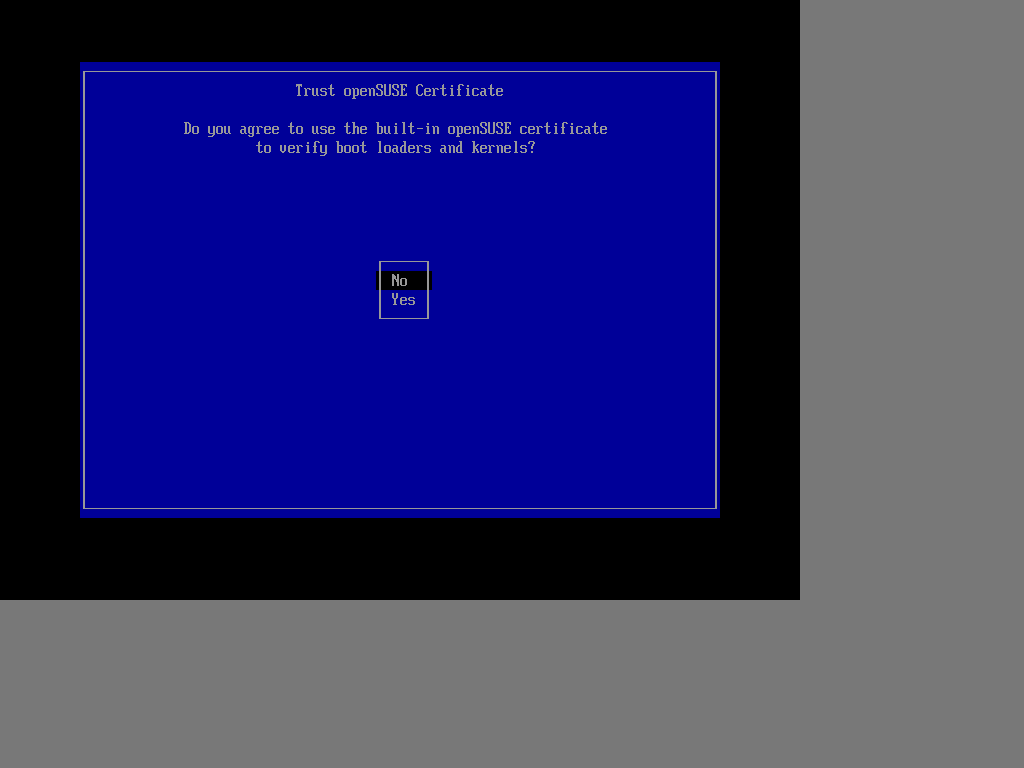 Trust openSUSE Certificate
Do you agree to use the built-in openSUSE certificate
to verify boot loaders and kernels?
No
Yes